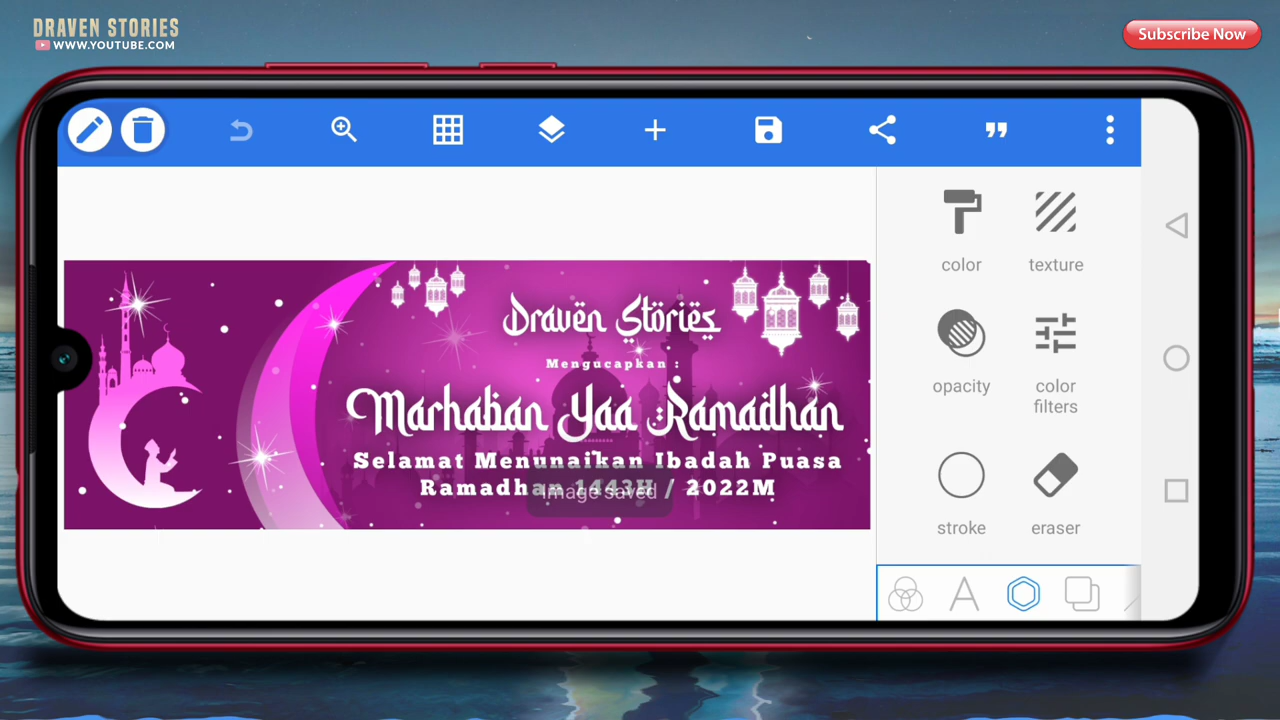 DRAVEN STORIES
WWW.YOUTUBE.COM
Subscribe Now
color
texture
opacity
color
filters
stroke
eraser
Draven Stories
Mengucapkan :
Marhaban Yaa Ramadhan
Selamat Menunaikan Ibadah Puasa
Ramadhan 1443H / 2022M
Image saved